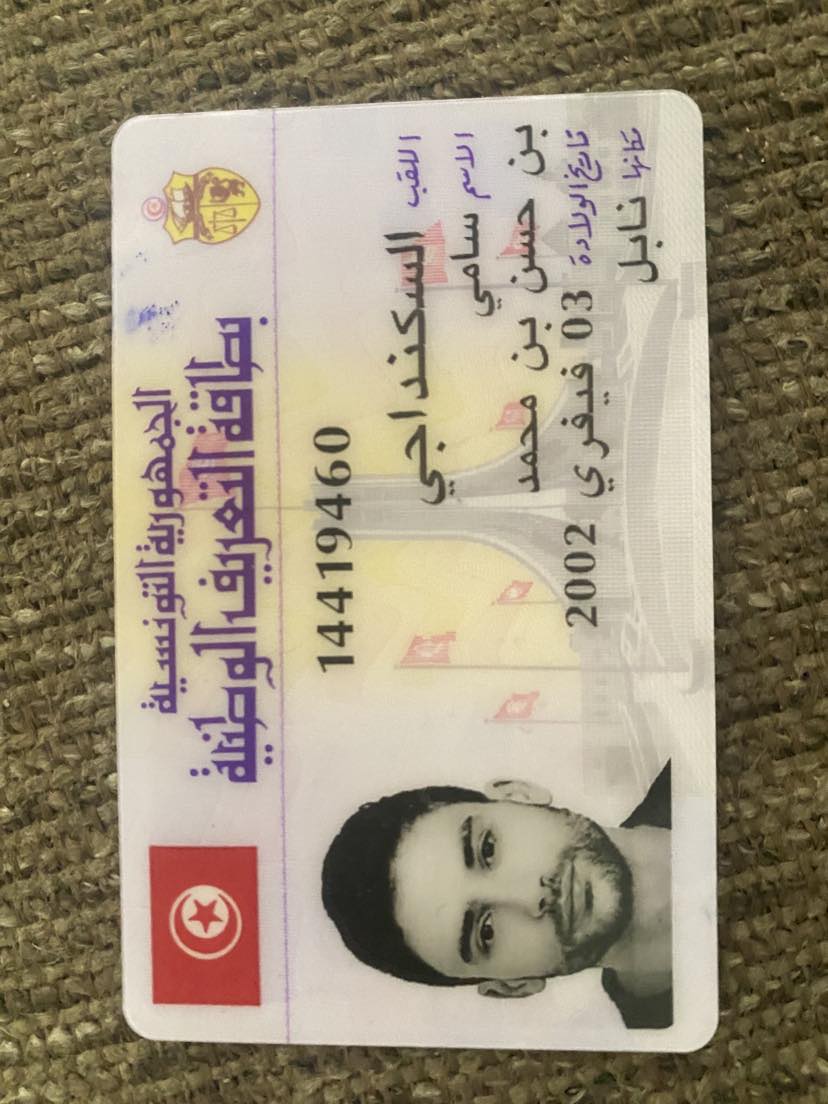 الجمهورية التونسية
بطاقة التعريف الوطنية
14419460
اللقب السكنداجي
الاسم سامي
بن حسن بن محمد
تاريخ الولادة 03 فيفري 2002
مكانها نابل